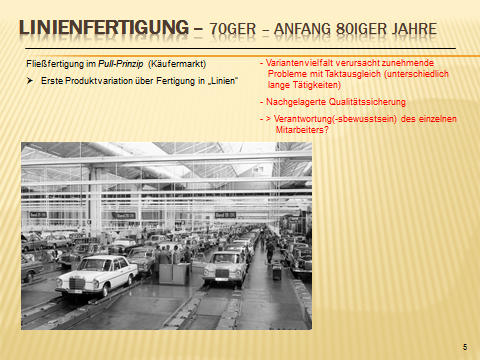 LINIENFERTIGUNG – 70GER – ANFANG 80IGER JAHRE
Fließfertigung im Pull-Prinzip (Käufermarkt)
➢ Erste Produktvariation über Fertigung in „Linien“
- Variantenvielfalt verursacht zunehmende
Probleme mit Taktausgleich (unterschiedlich
lange Tätigkeiten)
- Nachgelagerte Qualitätssicherung
- > Verantwortung(-sbewusstsein) des einzelnen
Mitarbeiters?
5